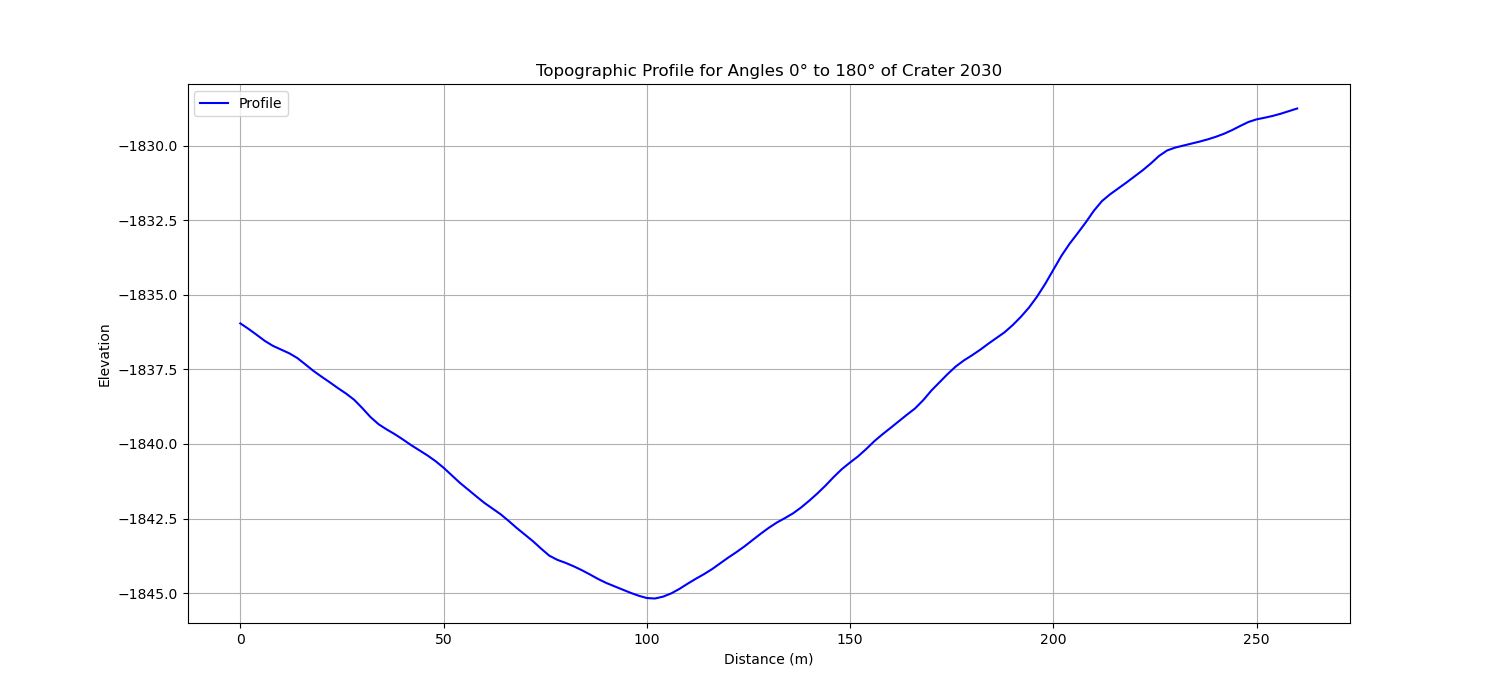 Topographic Profile for Angles 0° to 180° of Crater 2030
Profile
Elevation
−1830.0
−1832.5
−1835.0
−1837.5
−1840.0
−1842.5
−1845.0
0 50 100 150 200 250
Distance (m)